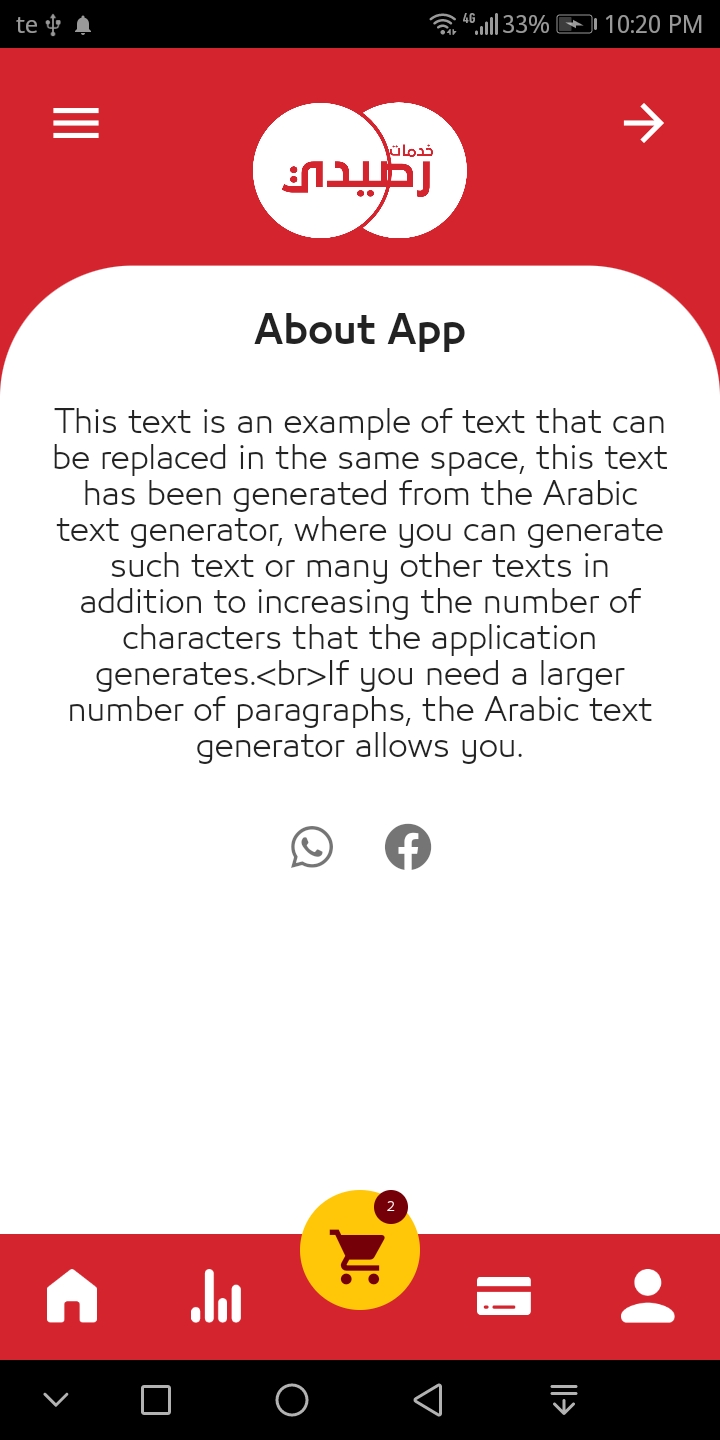 te
4G
33%
10:20 PM
خدمات
رصيدي
About App
This text is an example of text that can
be replaced in the same space, this text
has been generated from the Arabic
text generator, where you can generate
such text or many other texts in
addition to increasing the number of
characters that the application
generates.<br>If you need a larger
number of paragraphs, the Arabic text
generator allows you.
2